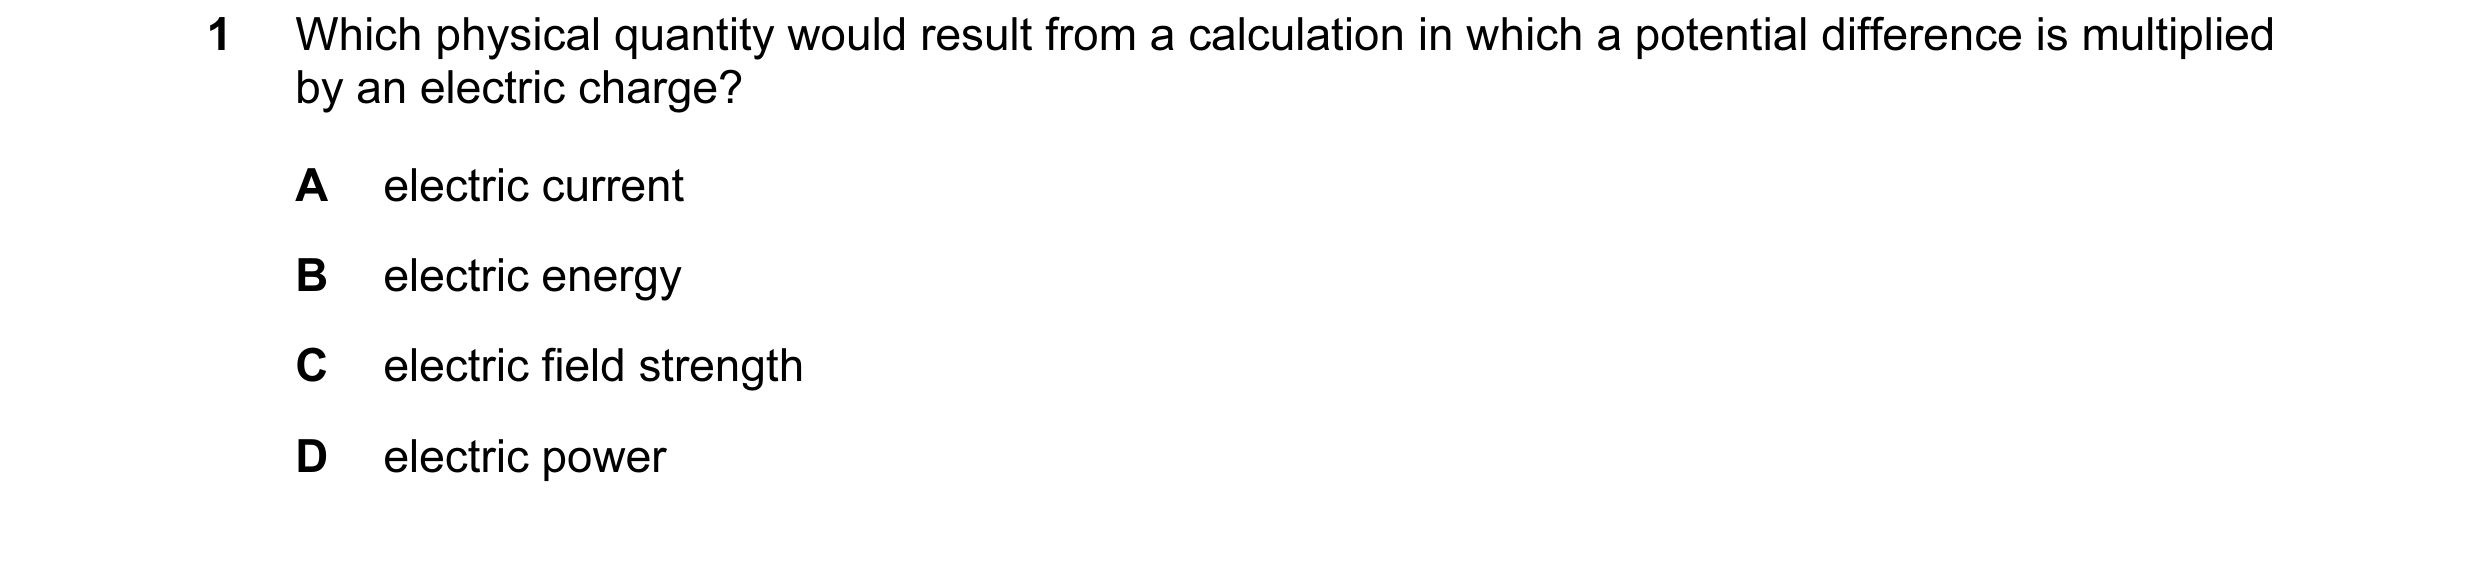 1 Which physical quantity would result from a calculation in which a potential difference is multiplied
by an electric charge?
A electric current
B electric energy
C electric field strength
D electric power